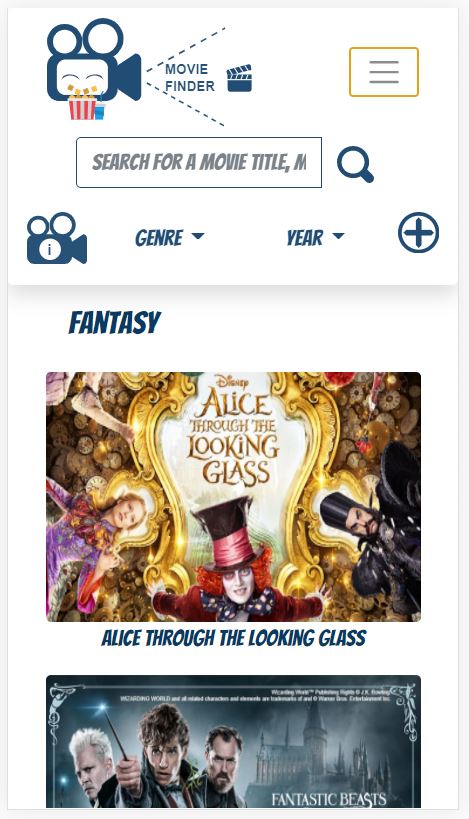 MOVIE
FINDER
SEARCH FOR A MOVIE TITLE, M
i
GENRE
YEAR
FANTASY
Disney
ALICE
THROUGH THE
LOOKING
GLASS
ALICE THROUGH THE LOOKING GLASS
Wizarding World™ Publishing Rights © J.K. Rowling
WIZARDING WORLD and all related characters and elements are trademarks of and © Warner Bros. Entertainment Inc.
FANTASTIC BEASTS